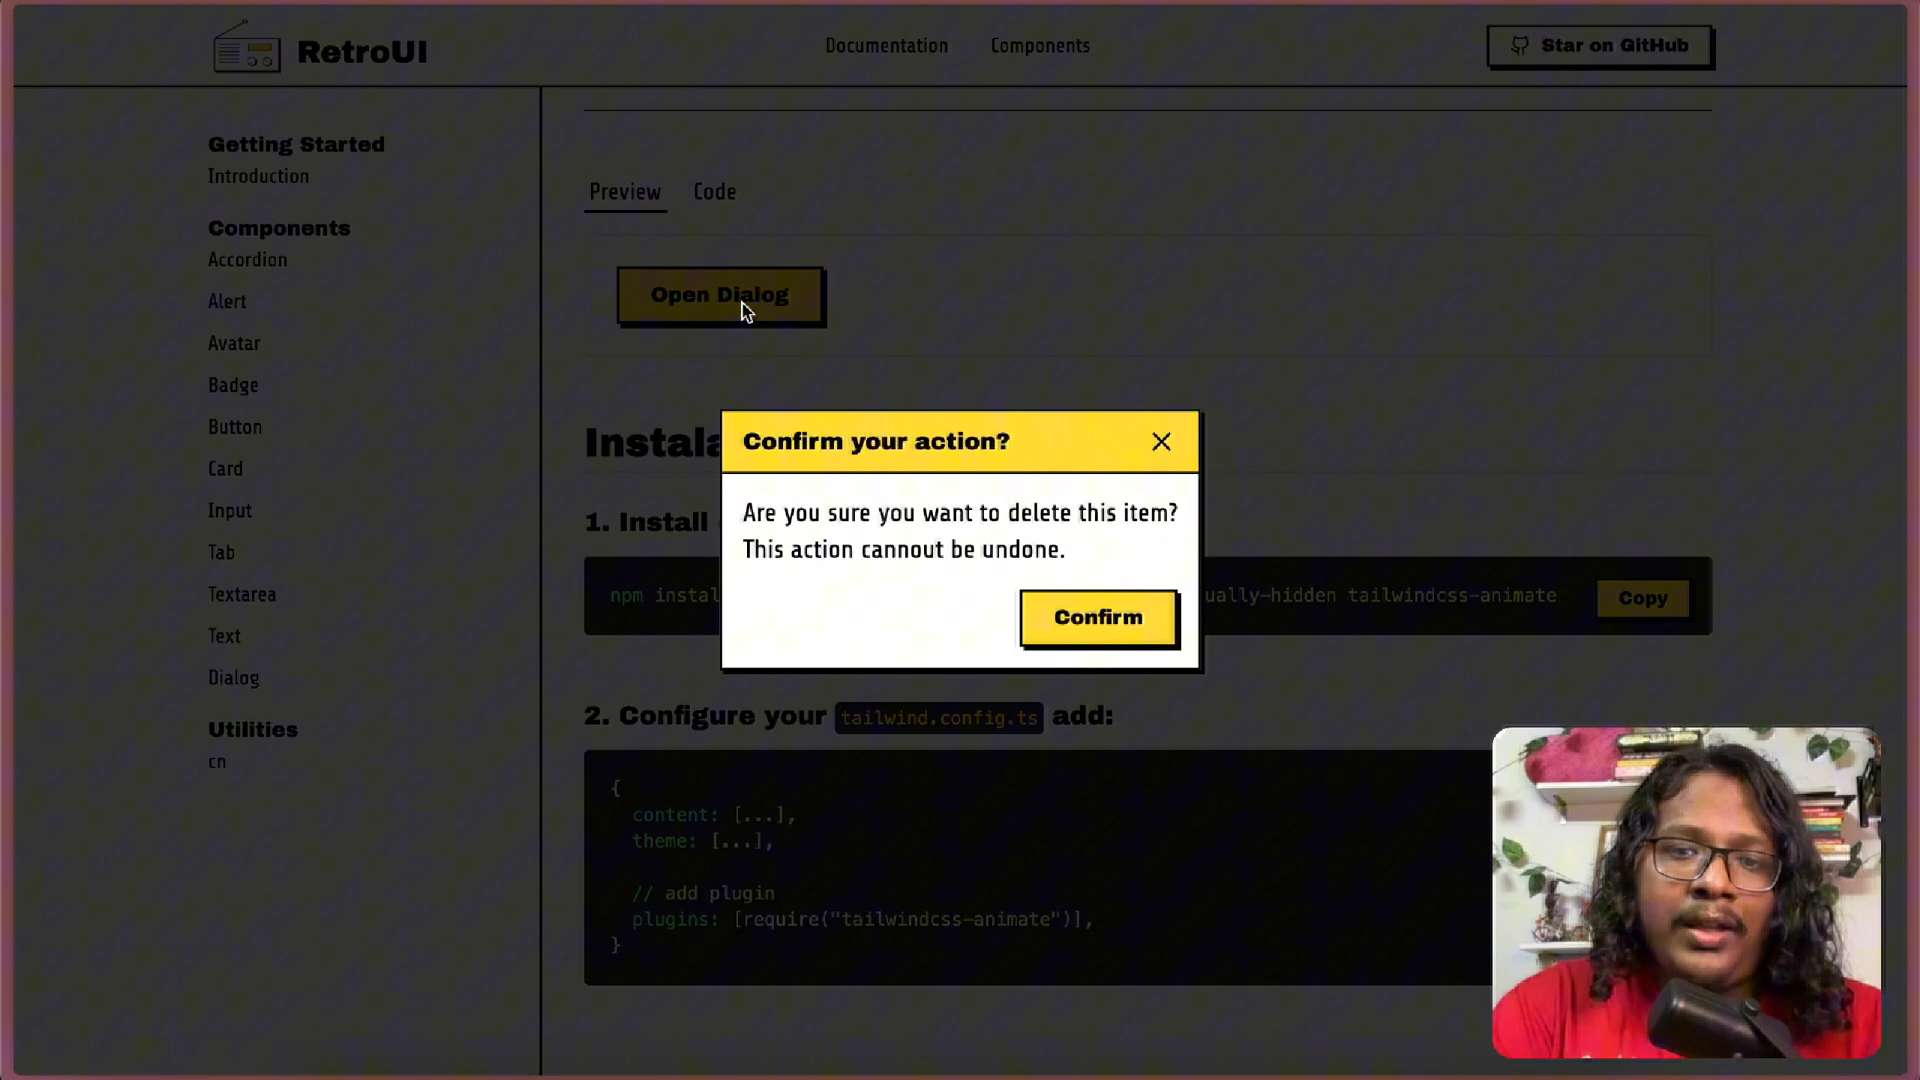 RetroUI
Documentation
Components
Star on GitHub
Getting Started
Introduction
Components
Accordion
Alert
Avatar
Badge
Button
Card
Input
Tab
Textarea
Text
Dialog
Utilities
cn
Preview
Code
Open Dialog
Confirm your action?
Are you sure you want to delete this item?
This action cannout be undone.
Confirm
1. Install
npm
ually-hidden tailwindcss-animate
Copy
2. Configure your tailwind.config.ts add:
{
content: [...],
theme: [...],
// add plugin
plugins: [require("tailwindcss-animate")],
}